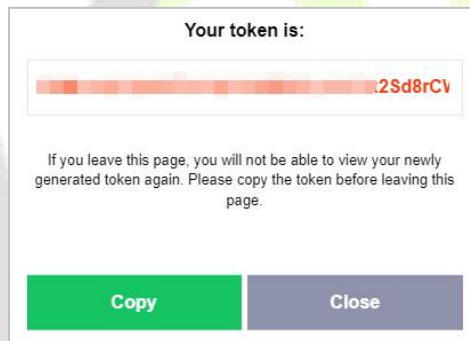 Your token is:
2Sd8rCW
If you leave this page, you will not be able to view your newly
generated token again. Please copy the token before leaving this
page.
Copy Close